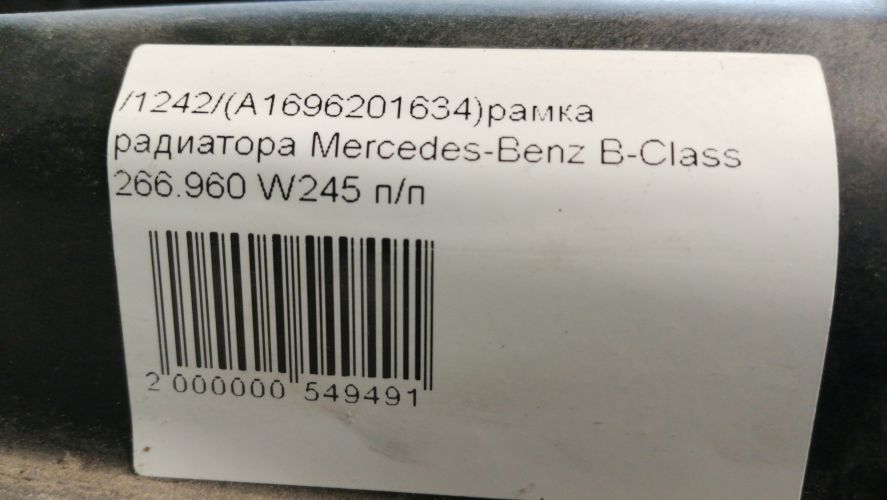 /1242/(A1696201634)рамка
радиатора Mercedes-Benz B-Class
266.960 W245 п/п
2 000000 549491